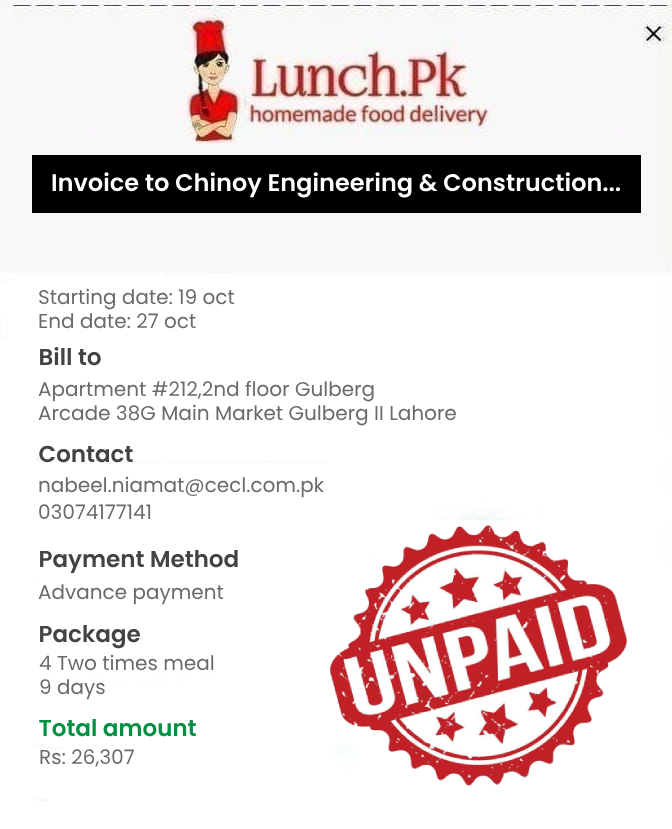 Lunch.Pk
homemade food delivery
Invoice to Chinoy Engineering & Construction...
Starting date: 19 oct
End date: 27 oct
Bill to
Apartment #212,2nd floor Gulberg
Arcade 38G Main Market Gulberg II Lahore
Contact
nabeel.niamat@cecl.com.pk
03074177141
Payment Method
Advance payment
Package
4 Two times meal
9 days
UNPAID
Total amount
Rs: 26,307